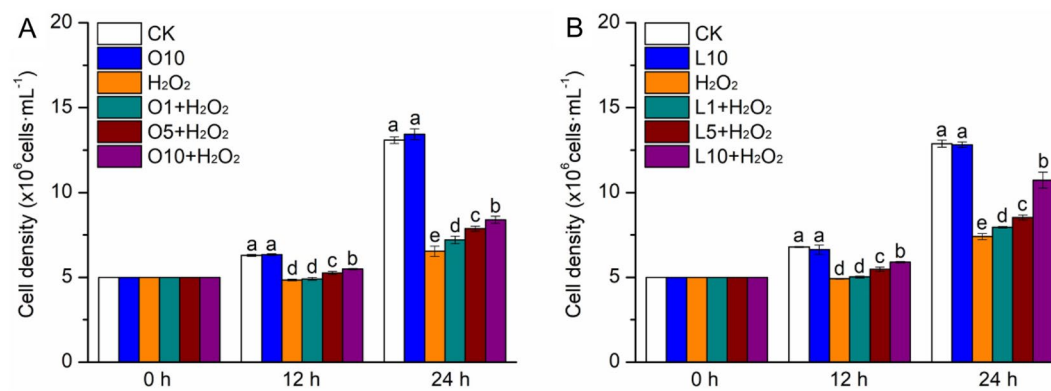 A
Cell density (x10⁶cells·mL⁻¹)
20
15
10
5
0
CK
O10
H₂O₂
O1+H₂O₂
O5+H₂O₂
O10+H₂O₂
a a
d d c b
a a
e d c b
0 h 12 h 24 h
B
Cell density (x10⁶cells·mL⁻¹)
20
15
10
5
0
CK
L10
H₂O₂
L1+H₂O₂
L5+H₂O₂
L10+H₂O₂
a a
d d c b
a a
e d c b
0 h 12 h 24 h